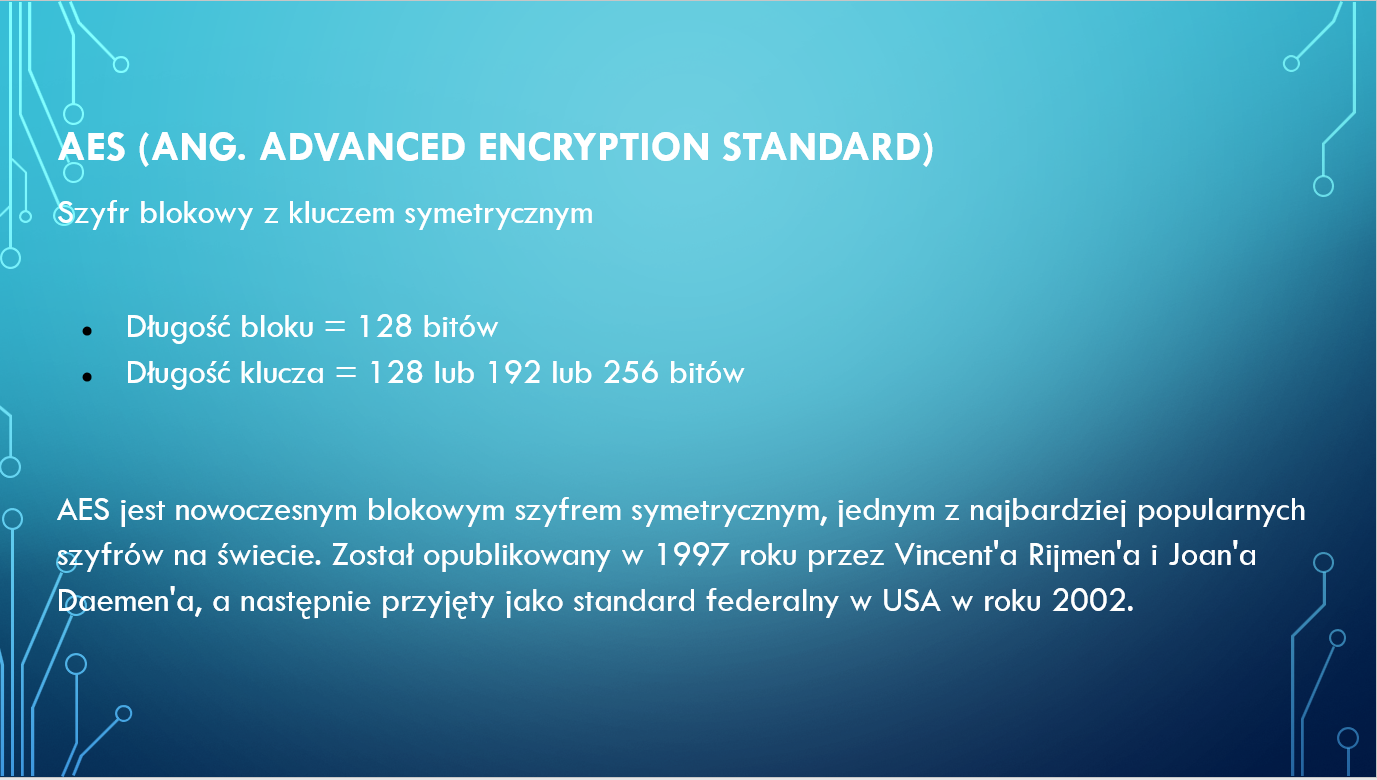 AES (ANG. ADVANCED ENCRYPTION STANDARD)
Szyfr blokowy z kluczem symetrycznym
• Długość bloku = 128 bitów
• Długość klucza = 128 lub 192 lub 256 bitów
AES jest nowoczesnym blokowym szyfrem symetrycznym, jednym z najbardziej popularnych
szyfrów na świecie. Został opublikowany w 1997 roku przez Vincent'a Rijmen'a i Joan'a
Daemen'a, a następnie przyjęty jako standard federalny w USA w roku 2002.